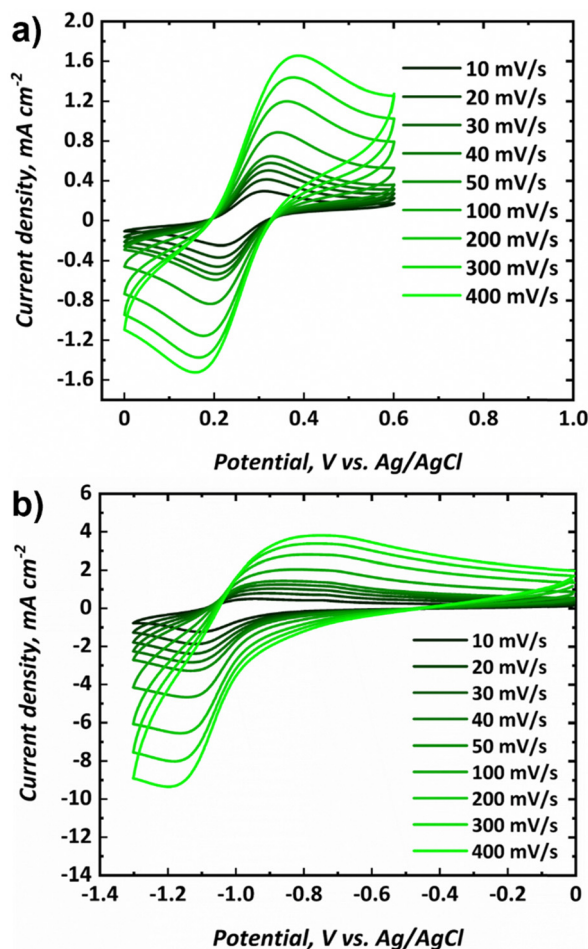 a)
2.0
1.6
1.2
0.8
0.4
0
-0.4
-0.8
-1.2
-1.6
Current density, mA cm-2
10 mV/s
20 mV/s
30 mV/s
40 mV/s
50 mV/s
100 mV/s
200 mV/s
300 mV/s
400 mV/s
0 0.2 0.4 0.6 0.8 1.0
Potential, V vs. Ag/AgCl
b)
6
4
2
0
-2
-4
-6
-8
-10
-12
-14
Current density, mA cm-2
10 mV/s
20 mV/s
30 mV/s
40 mV/s
50 mV/s
100 mV/s
200 mV/s
300 mV/s
400 mV/s
-1.4 -1.2 -1.0 -0.8 -0.6 -0.4 -0.2 0
Potential, V vs. Ag/AgCl